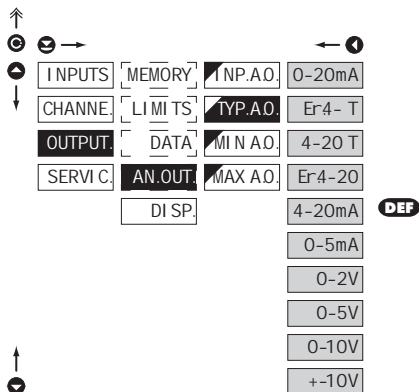 INPUTS MEMORY INP.A.O. 0-20mA
CHANNE. LIMITS TYP.A.O. Er4-T
OUTPUT. DATA MIN A.O. 4-20 T
SERVIC. AN.OUT. MAX A.O. Er4-20
DISP. 4-20mA DEF
0-5mA
0-2V
0-5V
0-10V
+-10V